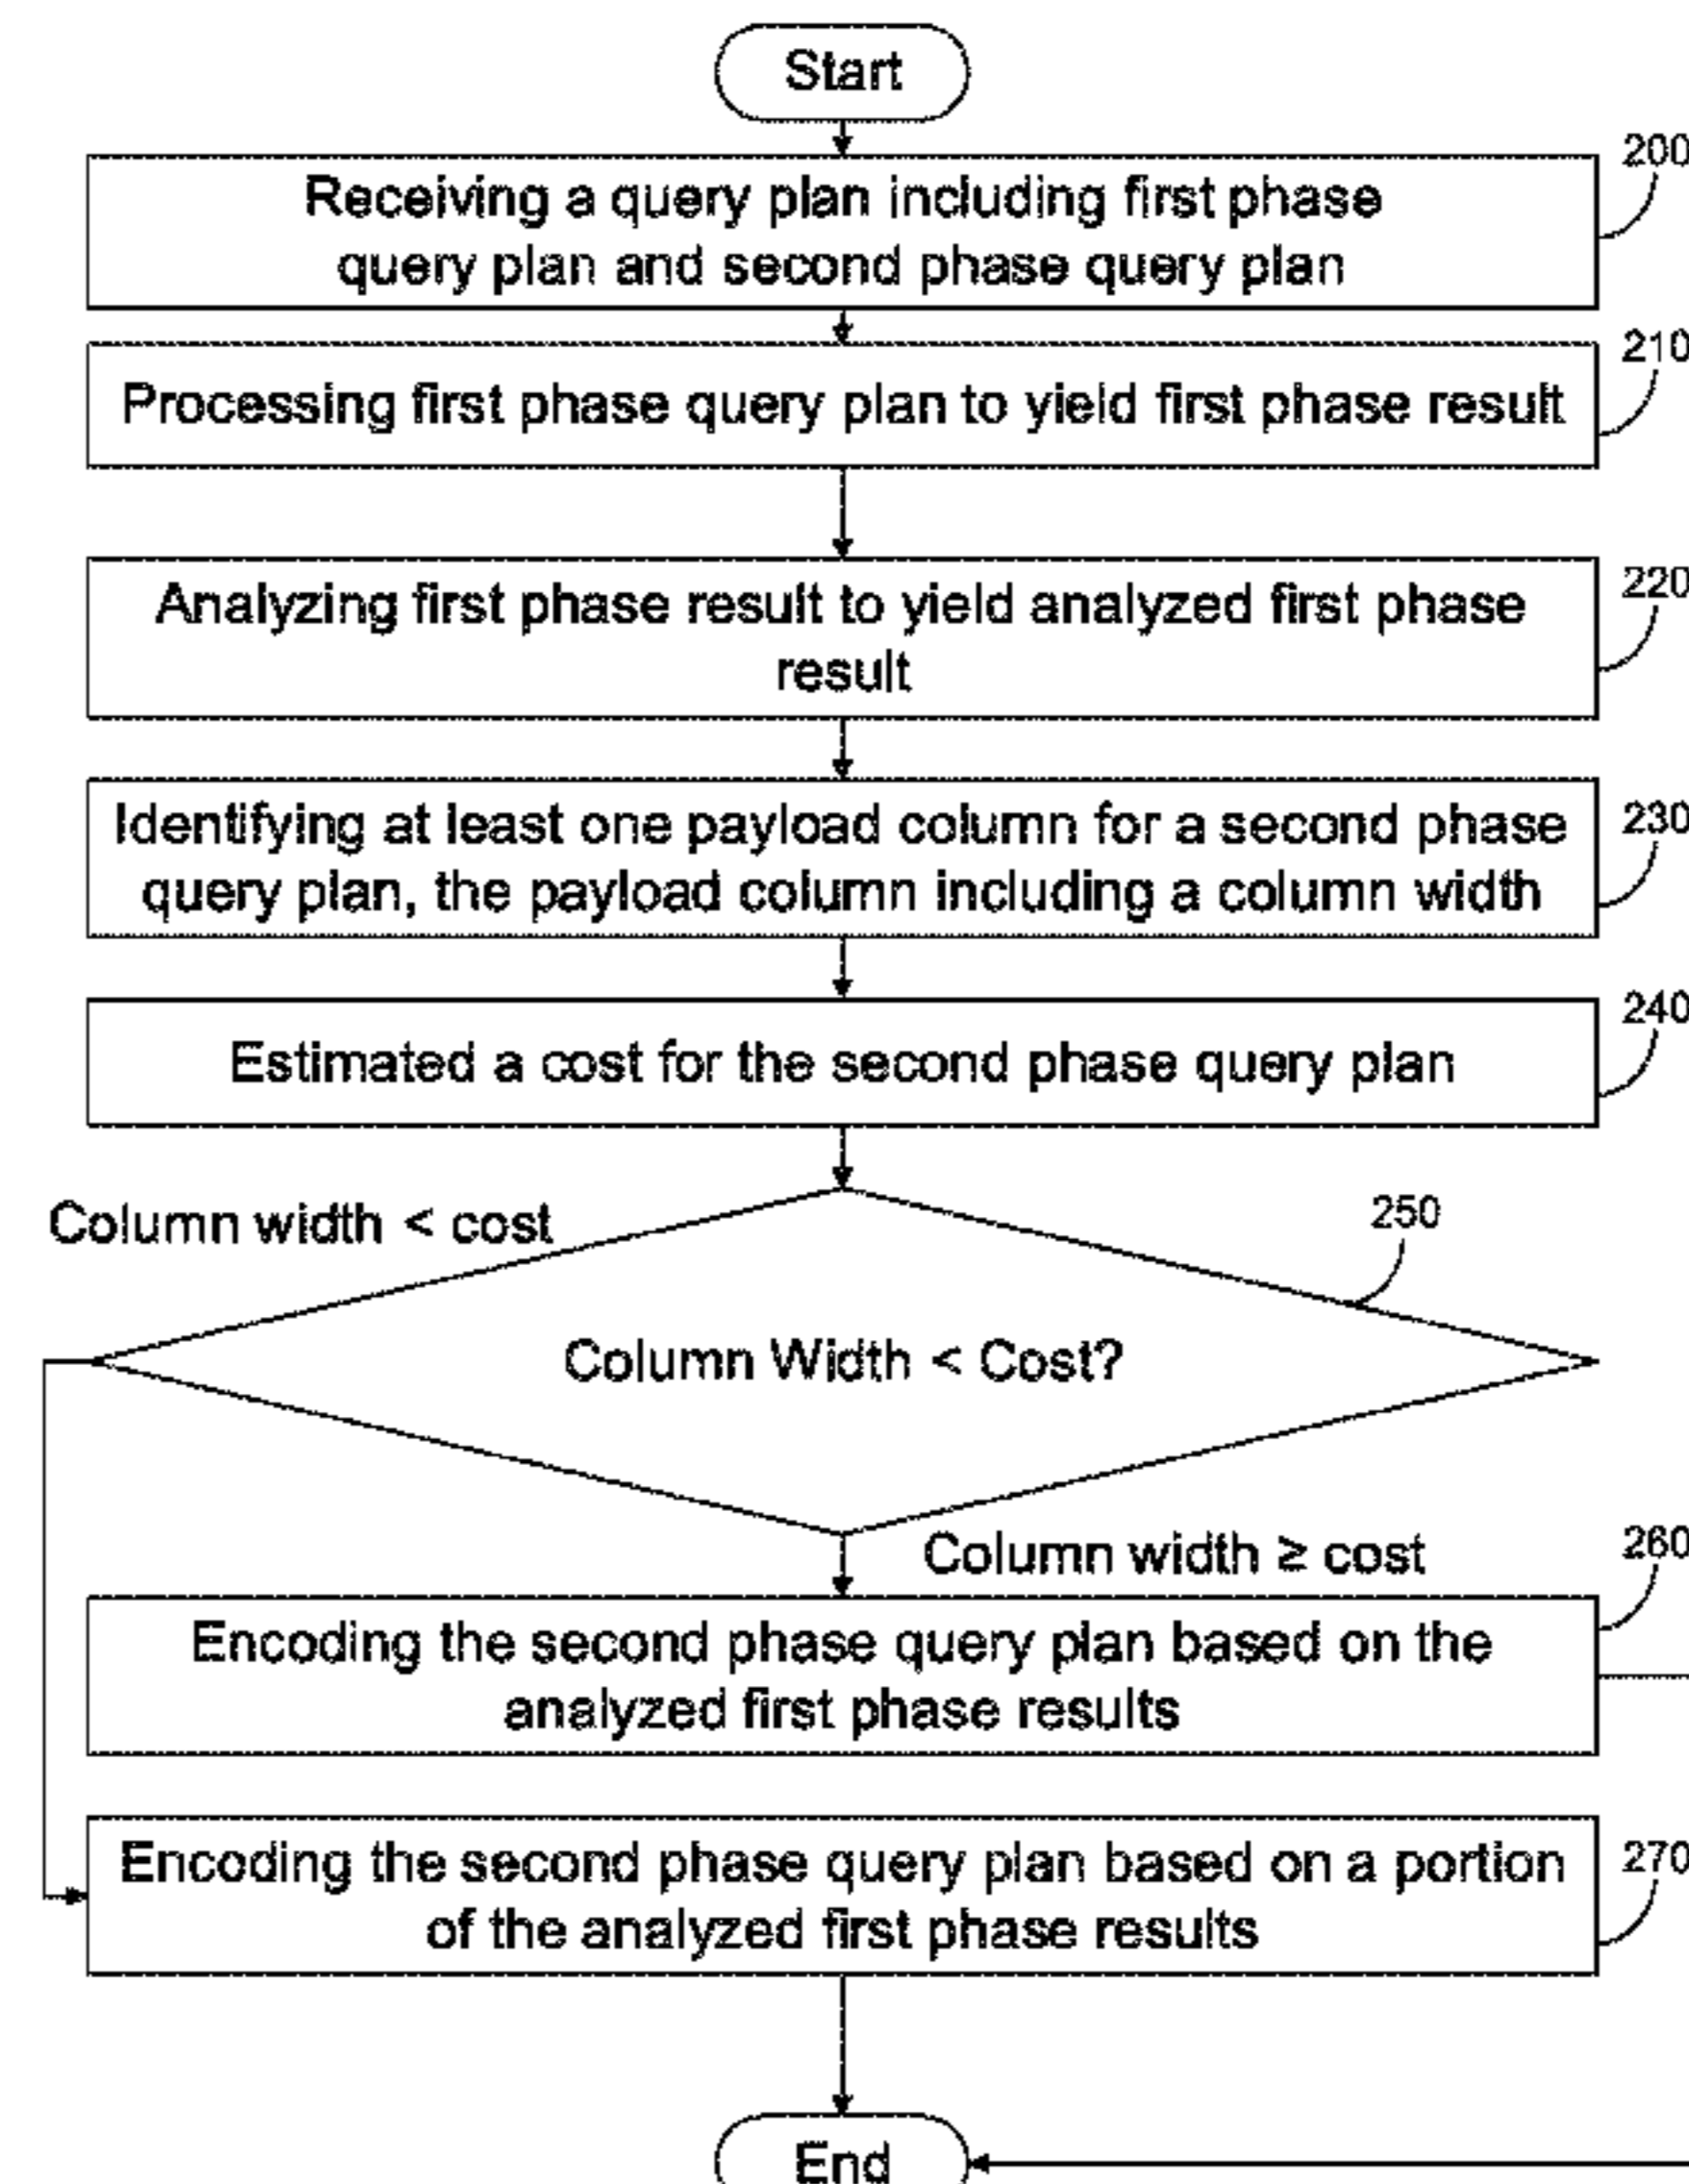 Start
200
Receiving a query plan including first phase
query plan and second phase query plan
210
Processing first phase query plan to yield first phase result
220
Analyzing first phase result to yield analyzed first phase
result
230
Identifying at least one payload column for a second phase
query plan, the payload column including a column width
240
Estimated a cost for the second phase query plan
Column width < cost
250
Column Width < Cost?
Column width ≥ cost
260
Encoding the second phase query plan based on the
analyzed first phase results
270
Encoding the second phase query plan based on a portion
of the analyzed first phase results
End